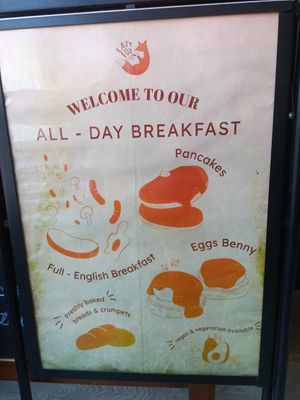 WELCOME TO OUR
ALL - DAY BREAKFAST
Pancakes
Full - English Breakfast
Eggs Benny
Freshly baked
breads & crumpets
vegan & vegetarian available